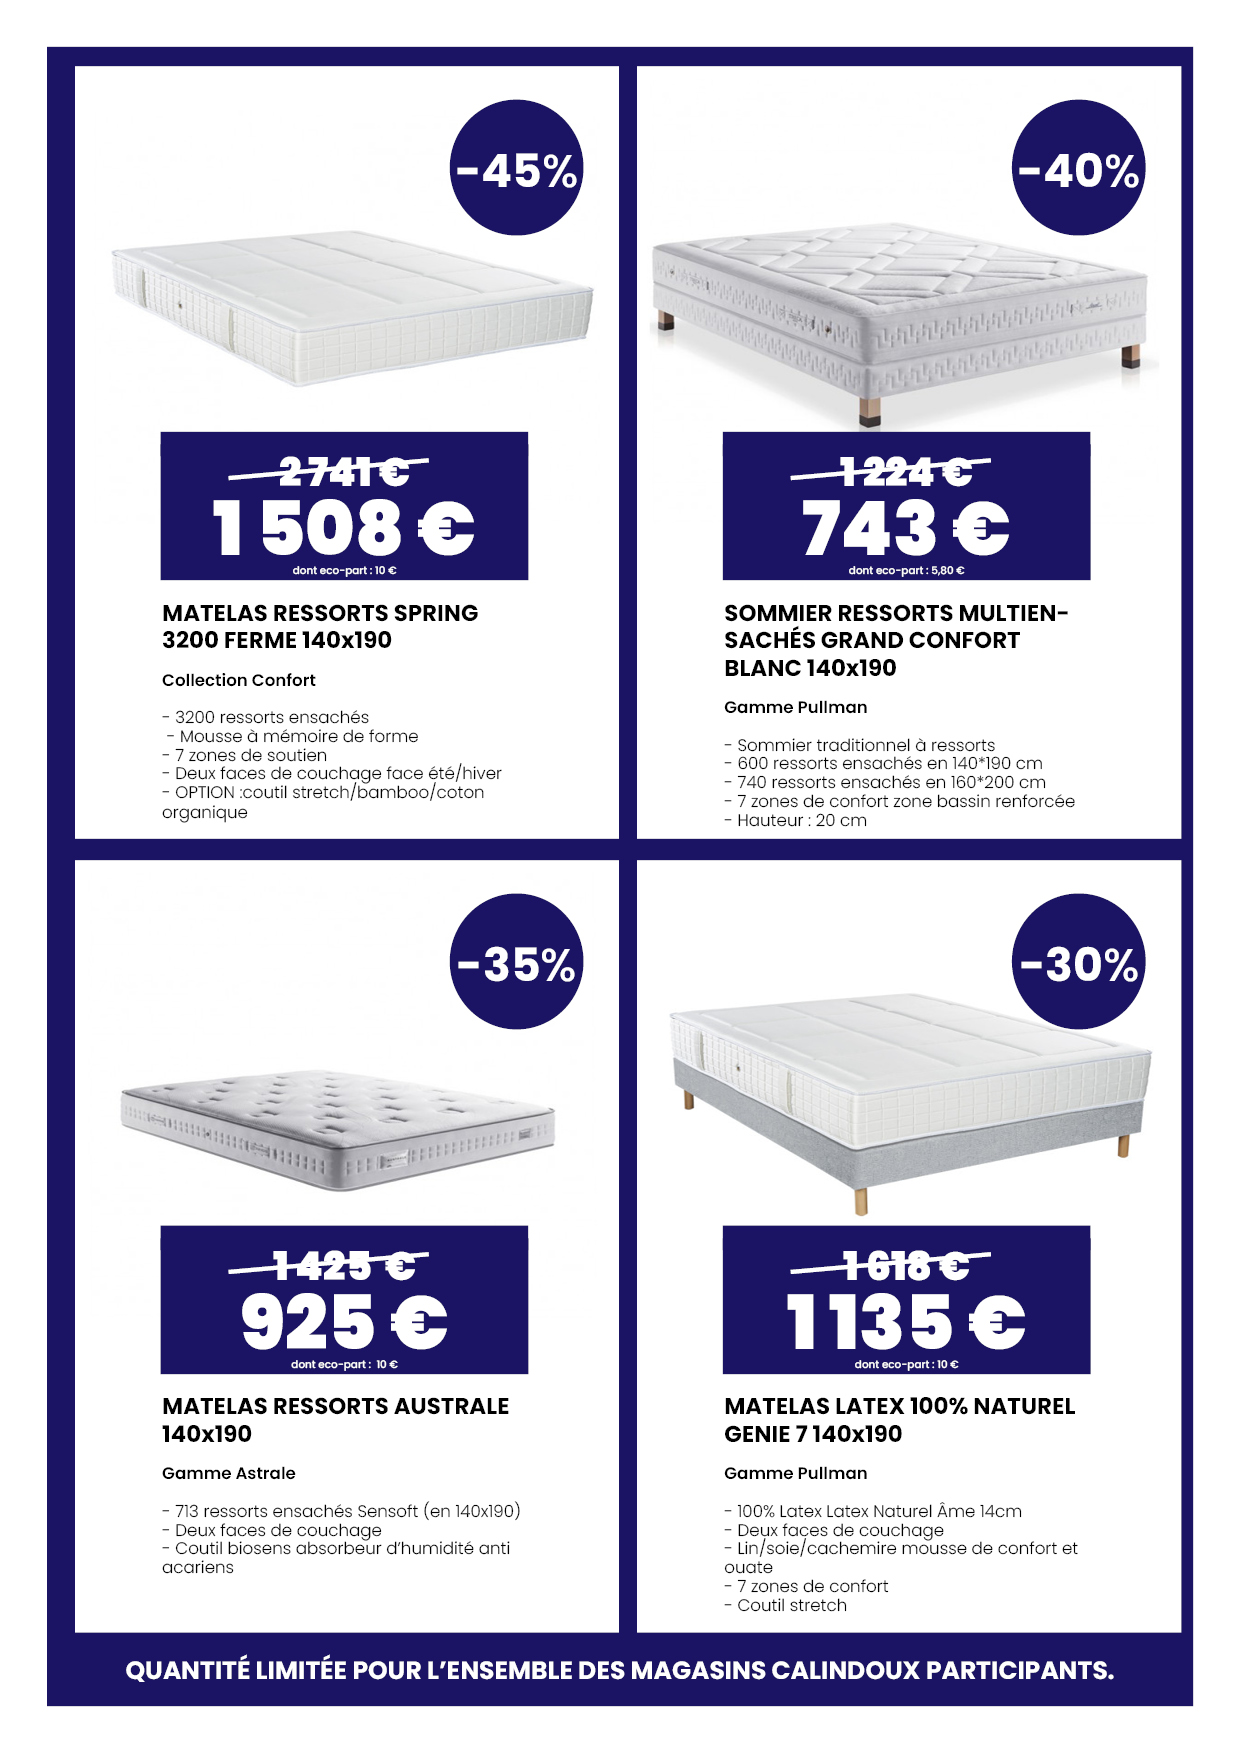 -45%
2 741 €
1 508 €
dont eco-part : 10 €
MATELAS RESSORTS SPRING
3200 FERME 140x190
Collection Confort
- 3200 ressorts ensachés
- Mousse à mémoire de forme
- 7 zones de soutien
- Deux faces de couchage face été/hiver
- OPTION :coutil stretch/bamboo/coton
organique
-40%
1 224 €
743 €
dont eco-part : 5,80 €
SOMMIER RESSORTS MULTIEN-
SACHÉS GRAND CONFORT
BLANC 140x190
Gamme Pullman
- Sommier traditionnel à ressorts
- 600 ressorts ensachés en 140*190 cm
- 740 ressorts ensachés en 160*200 cm
- 7 zones de confort zone bassin renforcée
- Hauteur : 20 cm
-35%
1 425 €
925 €
dont eco-part : 10 €
MATELAS RESSORTS AUSTRALE
140x190
Gamme Astrale
- 713 ressorts ensachés Sensoft (en 140x190)
- Deux faces de couchage
- Coutil biosens absorbeur d'humidité anti
acariens
-30%
1 618 €
1 135 €
dont eco-part : 10 €
MATELAS LATEX 100% NATUREL
GENIE 7 140x190
Gamme Pullman
- 100% Latex Latex Naturel Âme 14cm
- Deux faces de couchage
- Lin/soie/cachemire mousse de confort et
ouate
- 7 zones de confort
- Coutil stretch
QUANTITÉ LIMITÉE POUR L'ENSEMBLE DES MAGASINS CALINDOUX PARTICIPANTS.